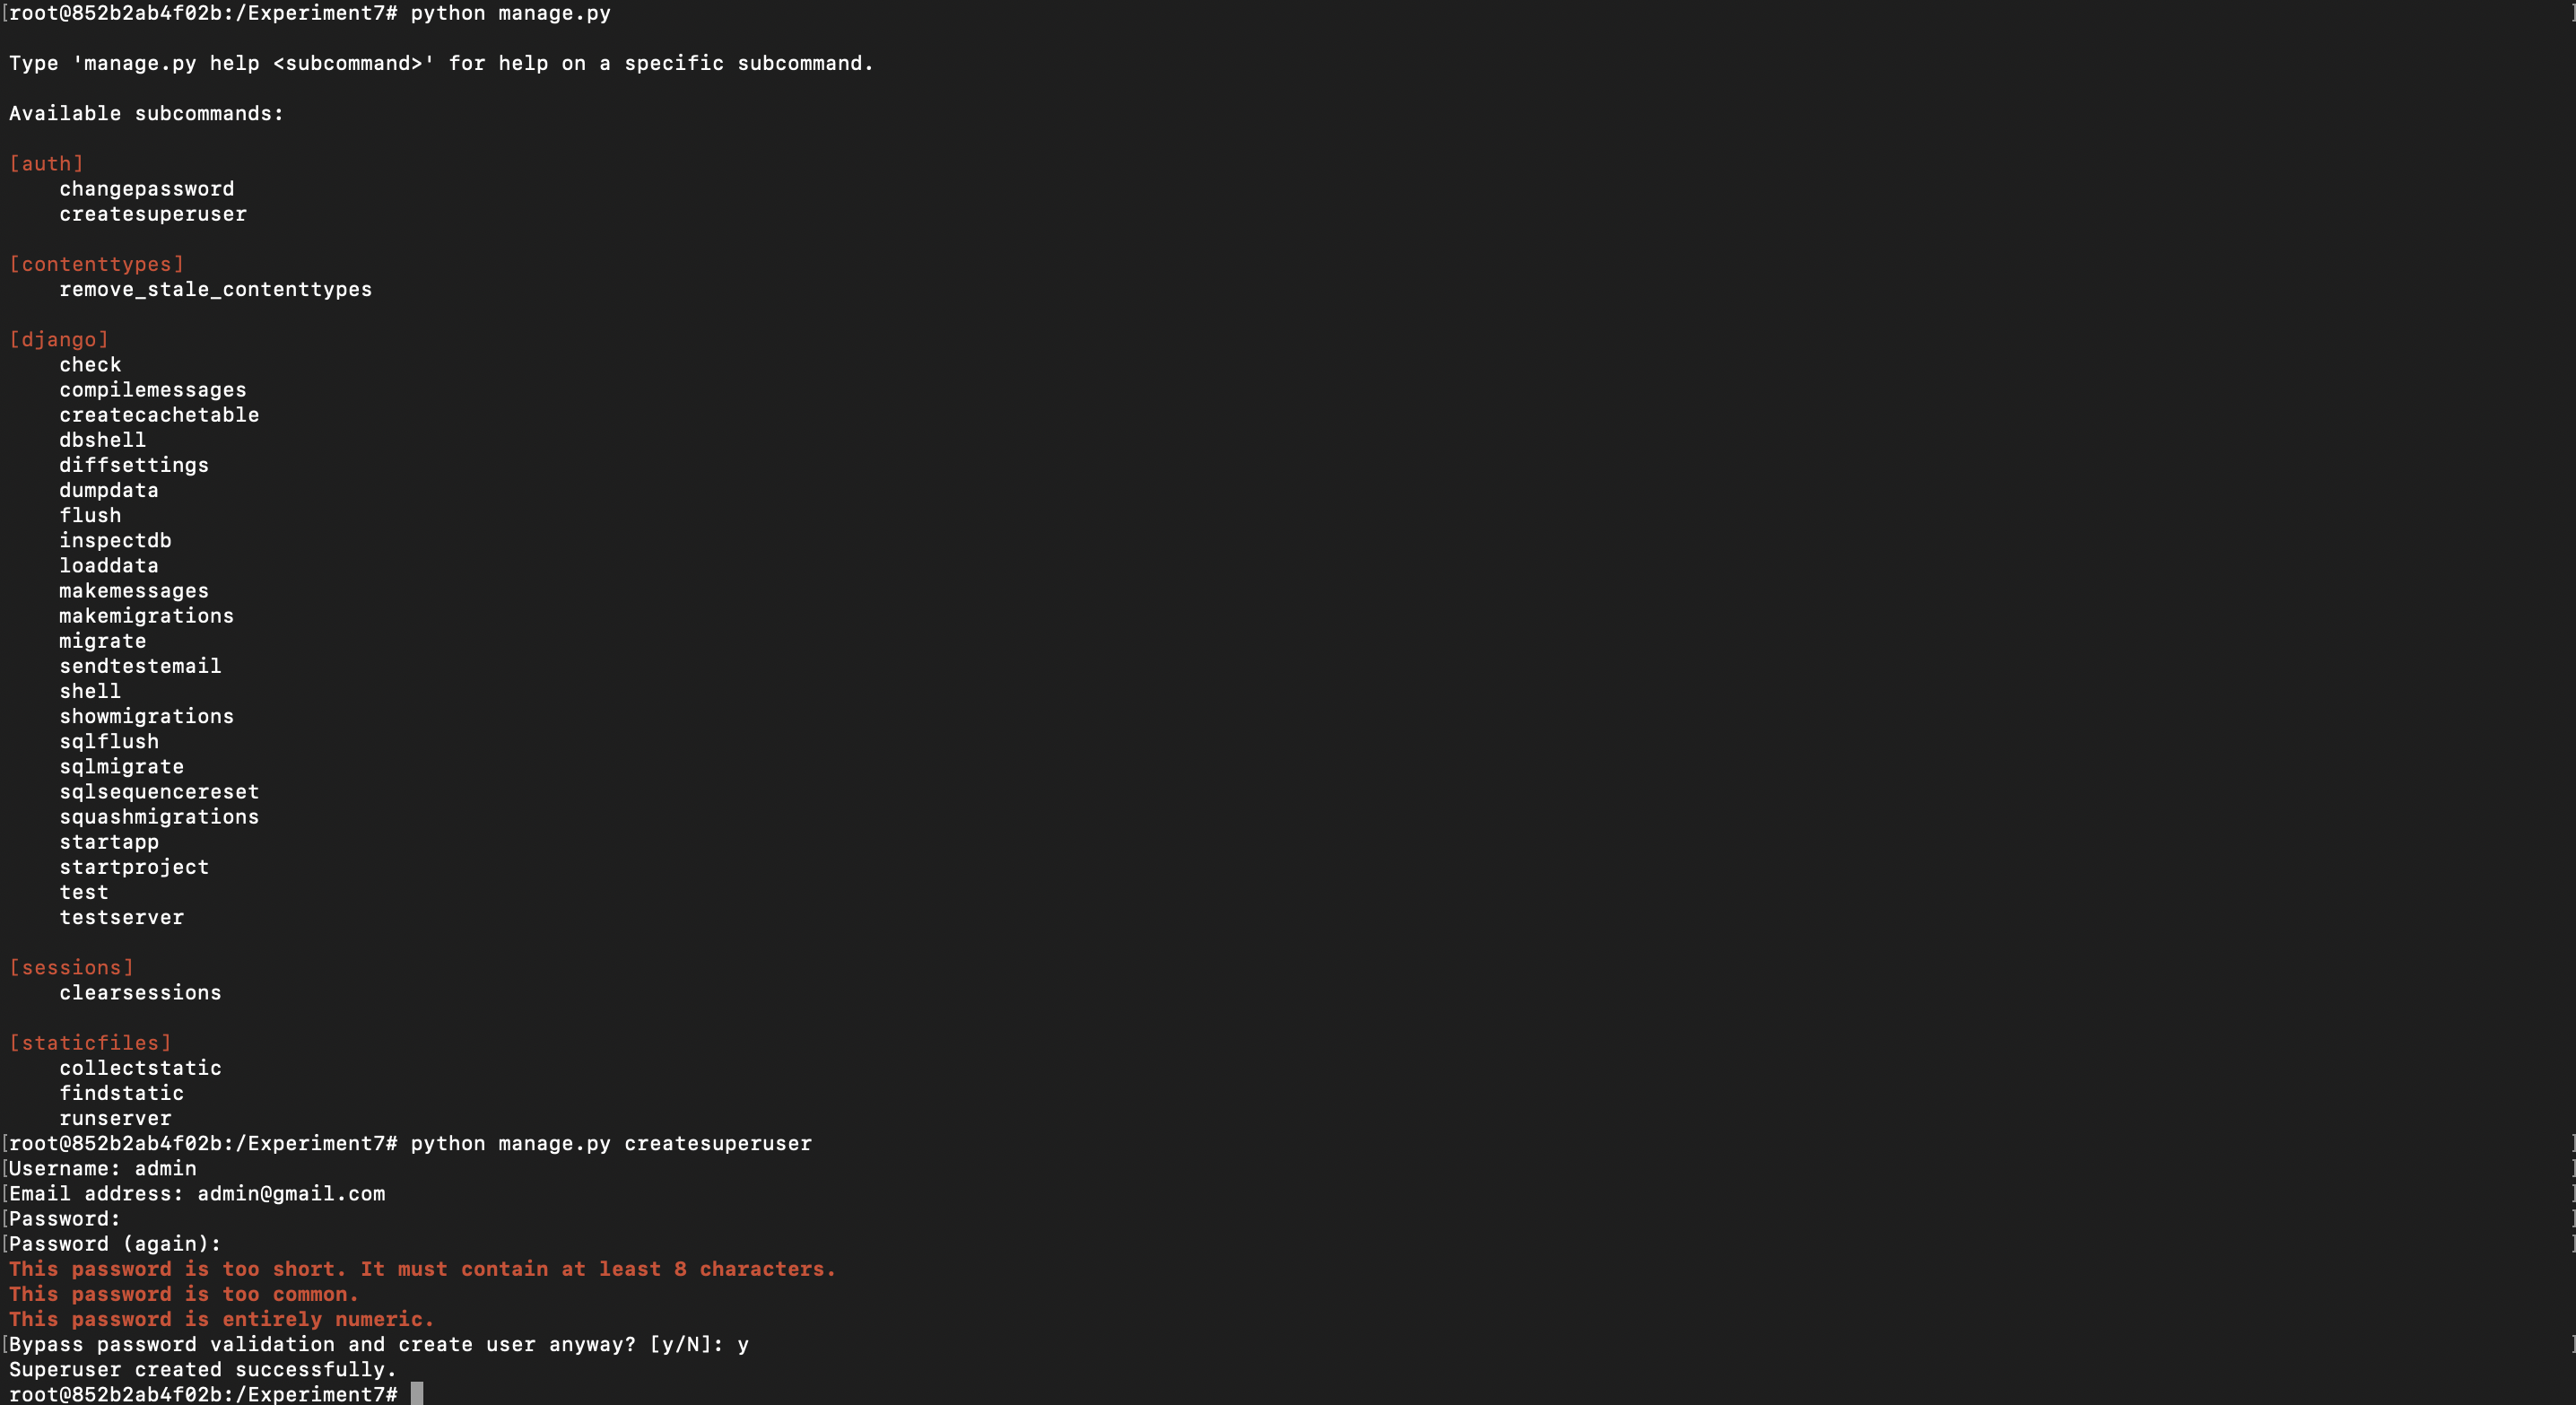 [root@852b2ab4f02b:/Experiment7# python manage.py ]
Type 'manage.py help <subcommand>' for help on a specific subcommand.
Available subcommands:
[auth]
    changepassword
    createsuperuser
[contenttypes]
    remove_stale_contenttypes
[django]
    check
    compilemessages
    createcachetable
    dbshell
    diffsettings
    dumpdata
    flush
    inspectdb
    loaddata
    makemessages
    makemigrations
    migrate
    sendtestemail
    shell
    showmigrations
    sqlflush
    sqlmigrate
    sqlsequencereset
    squashmigrations
    startapp
    startproject
    test
    testserver
[sessions]
    clearsessions
[staticfiles]
    collectstatic
    findstatic
    runserver
[root@852b2ab4f02b:/Experiment7# python manage.py createsuperuser ]
[Username: admin ]
[Email address: admin@gmail.com ]
[Password: ]
[Password (again): ]
This password is too short. It must contain at least 8 characters.
This password is too common.
This password is entirely numeric.
[Bypass password validation and create user anyway? [y/N]: y ]
Superuser created successfully.
root@852b2ab4f02b:/Experiment7#